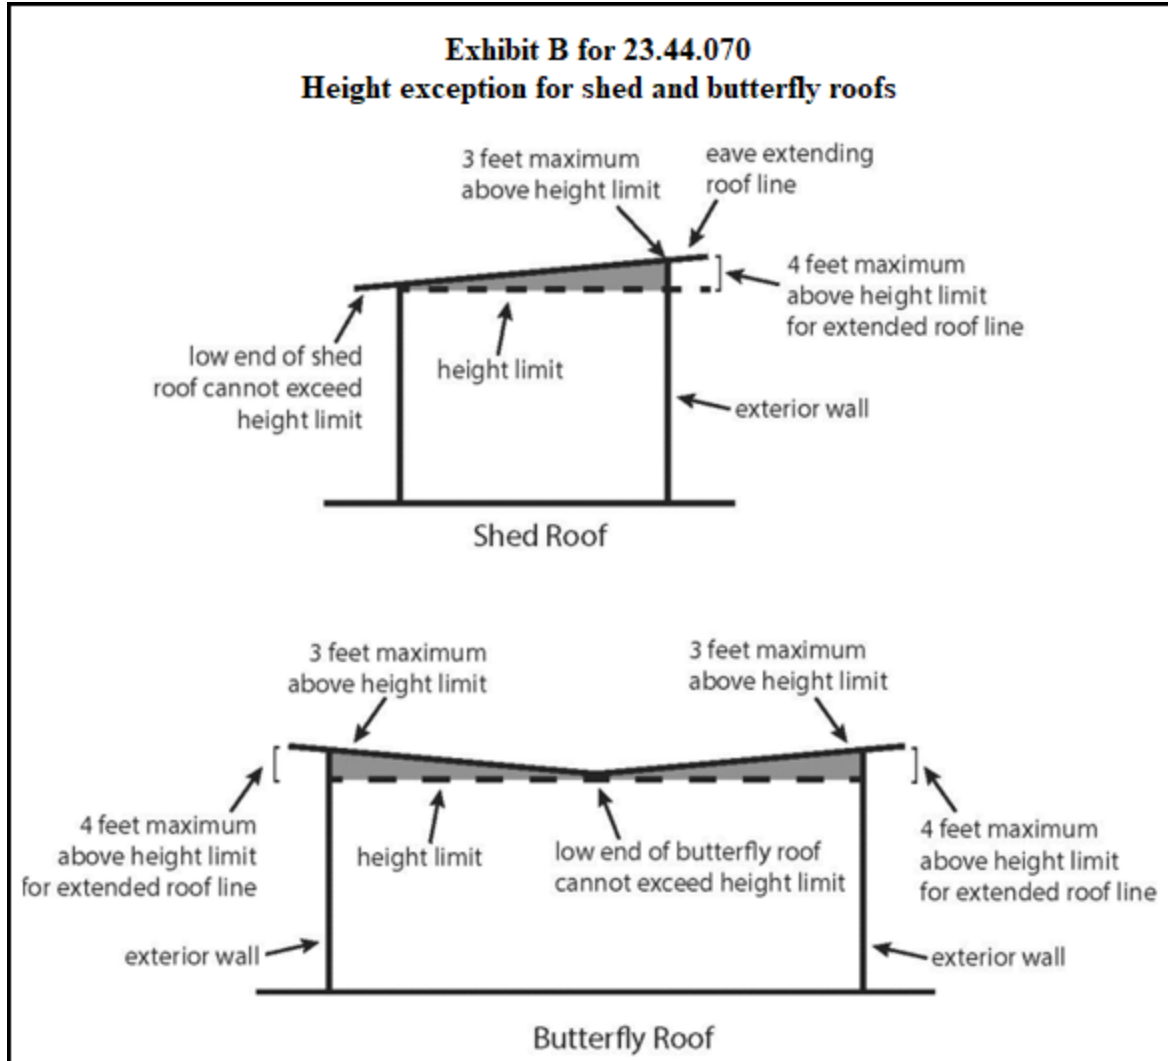 Exhibit B for 23.44.070
Height exception for shed and butterfly roofs
3 feet maximum
above height limit
eave extending
roof line
4 feet maximum
above height limit
for extended roof line
low end of shed
roof cannot exceed
height limit
height limit
exterior wall
Shed Roof
3 feet maximum
above height limit
3 feet maximum
above height limit
4 feet maximum
above height limit
for extended roof line
height limit
low end of butterfly roof
cannot exceed height limit
4 feet maximum
above height limit
for extended roof line
exterior wall
exterior wall
Butterfly Roof